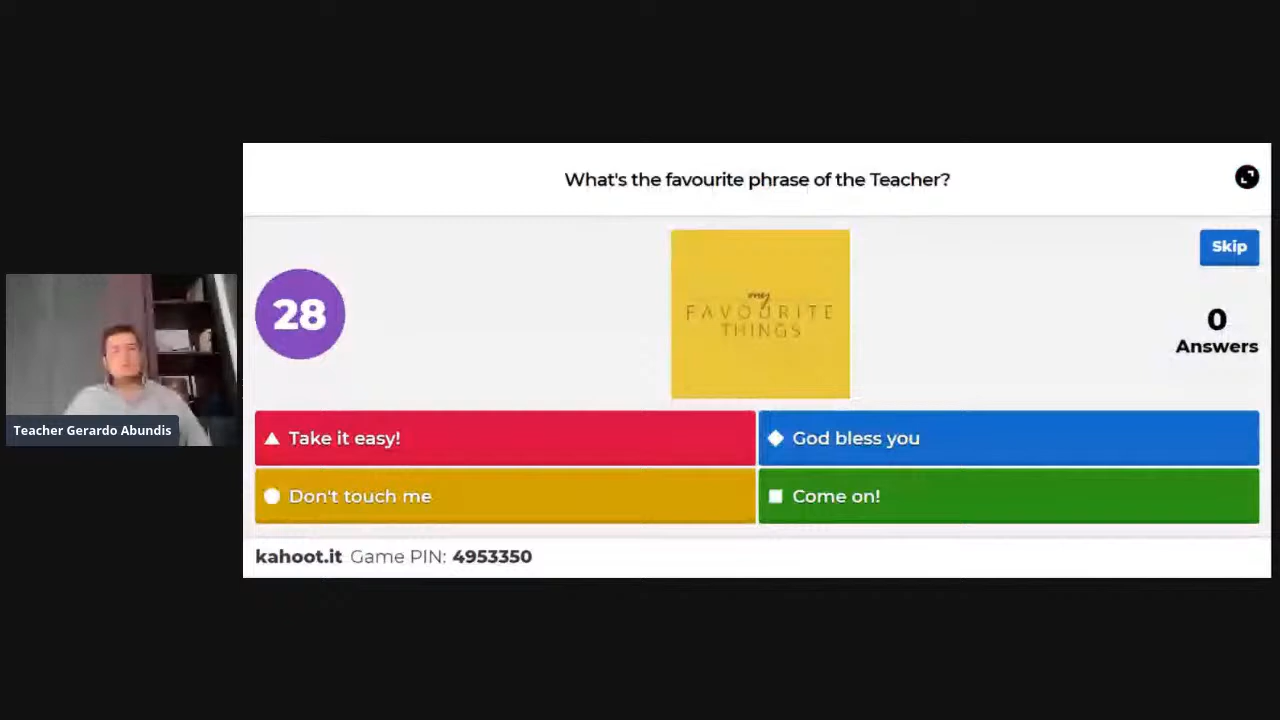 What's the favourite phrase of the Teacher?
Skip
28
my
FAVOURITE
THINGS
0
Answers
Teacher Gerardo Abundis
Take it easy!
God bless you
Don't touch me
Come on!
kahoot.it Game PIN: 4953350